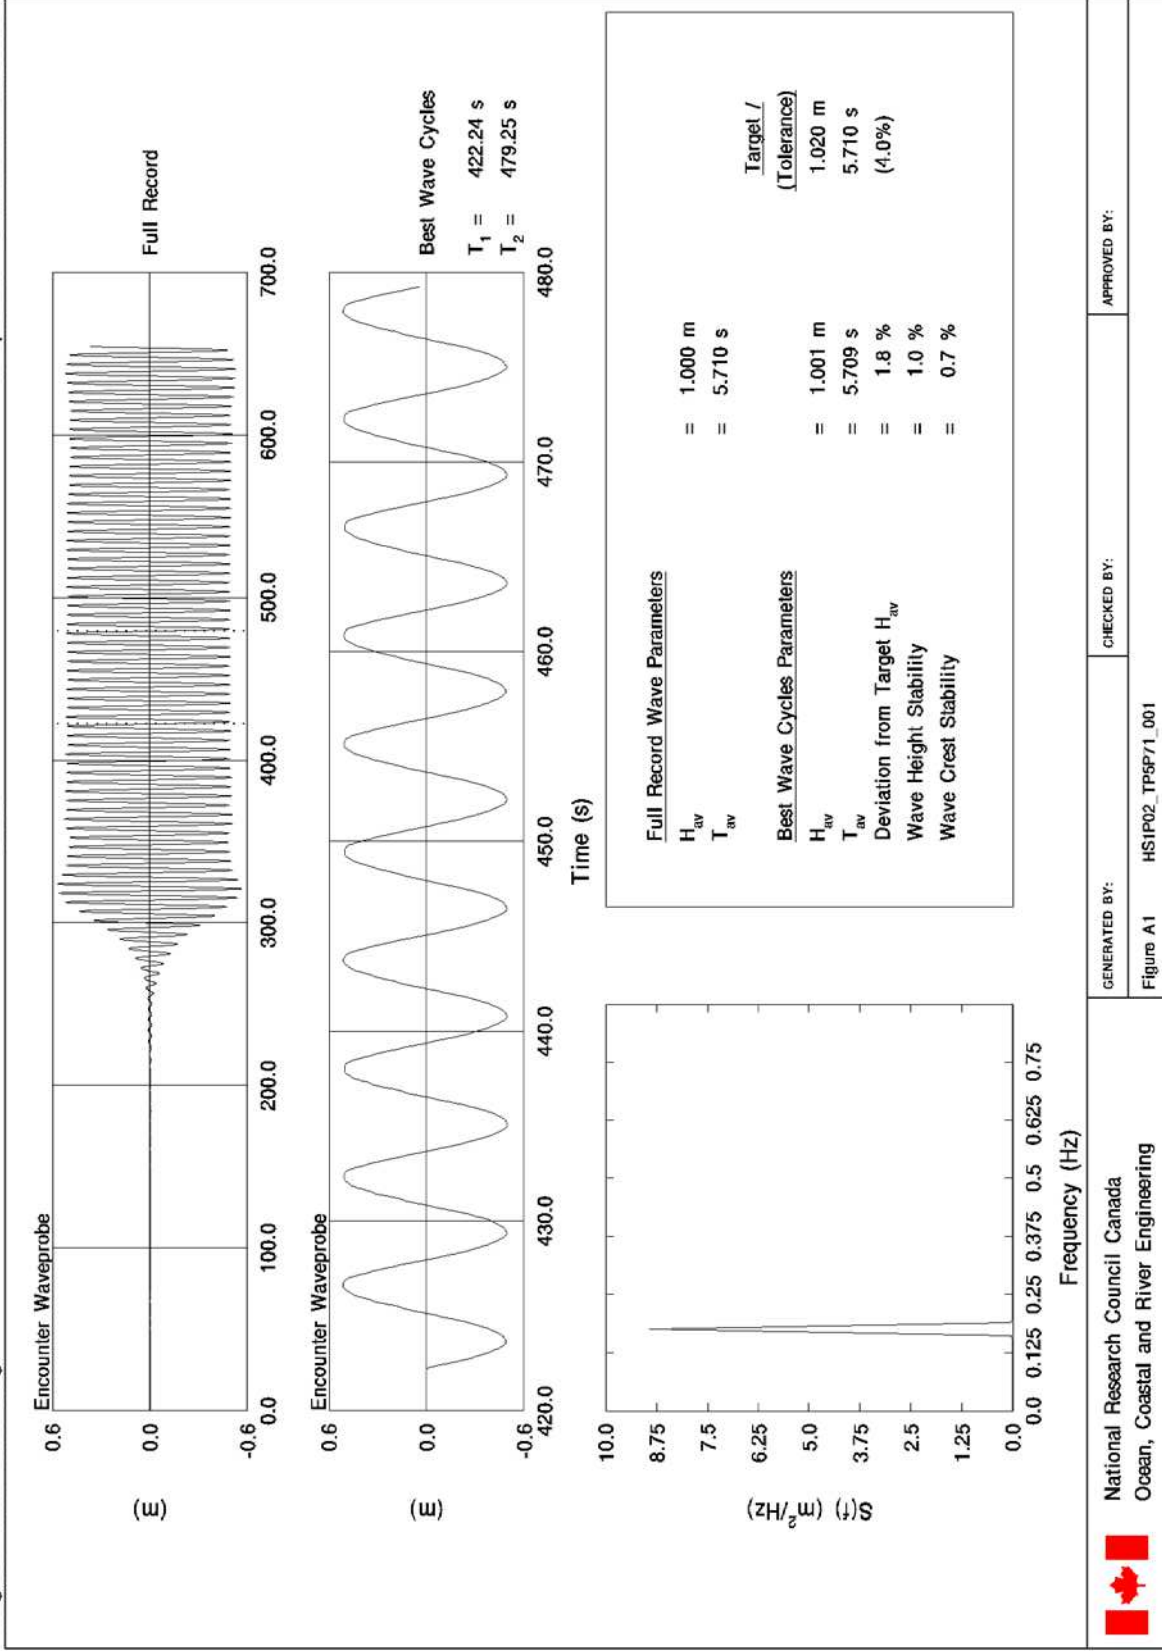 Encounter Waveprobe
(m)
0.6
0.0
-0.6
0.0 100.0 200.0 300.0 400.0 500.0 600.0 700.0
Full Record
Encounter Waveprobe
(m)
0.6
0.0
-0.6
420.0 430.0 440.0 450.0 460.0 470.0 480.0
Time (s)
Best Wave Cycles
T1 = 422.24 s
T2 = 479.25 s
S(f) (m²/Hz)
10.0
8.75
7.5
6.25
5.0
3.75
2.5
1.25
0.0
0.0 0.125 0.25 0.375 0.5 0.625 0.75
Frequency (Hz)
Full Record Wave Parameters
Hav = 1.000 m
Tav = 5.710 s
Target /
Best Wave Cycles Parameters (Tolerance)
Hav = 1.001 m 1.020 m
Tav = 5.709 s 5.710 s
Deviation from Target Hav = 1.8 % (4.0%)
Wave Height Stability = 1.0 %
Wave Crest Stability = 0.7 %
National Research Council Canada
Ocean, Coastal and River Engineering
GENERATED BY: CHECKED BY: APPROVED BY:
Figure A1 HS1P02_TP5P71_001